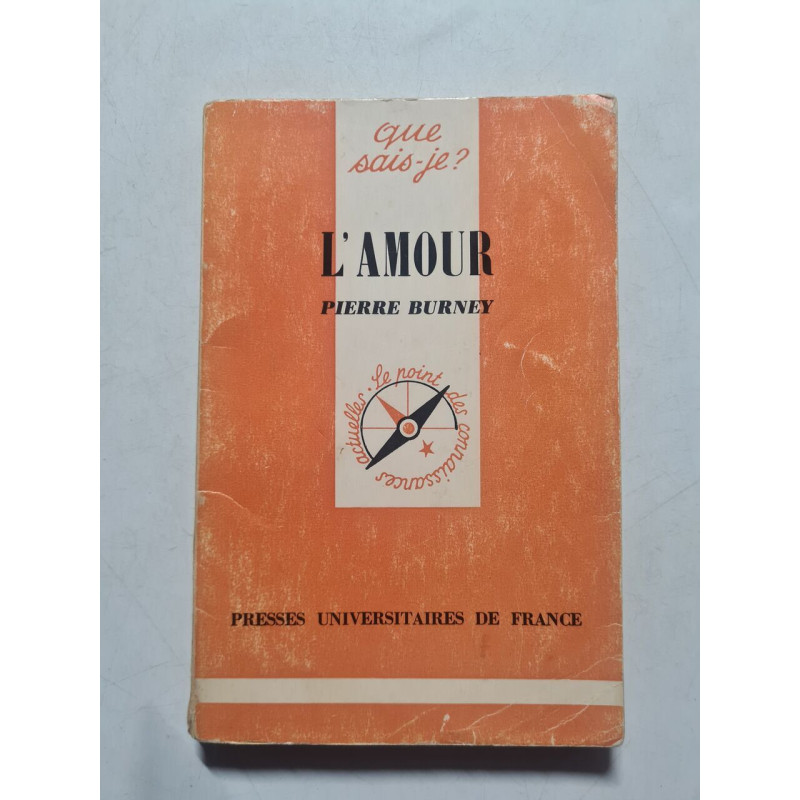 que
sais-je?
L'AMOUR
PIERRE BURNEY
Le point des connaissances actuelles.
PRESSES UNIVERSITAIRES DE FRANCE